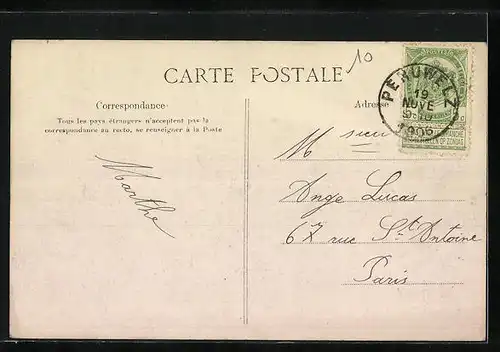 10
CARTE POSTALE
Correspondance
Tous les pays étrangers n'acceptent pas la
correspondance au recto, se renseigner à la Poste
Marthe
Adresse
PERUWELZ
19
NOVE
1906
Msieu
Ange Lucas
67 rue St Antoine
Paris